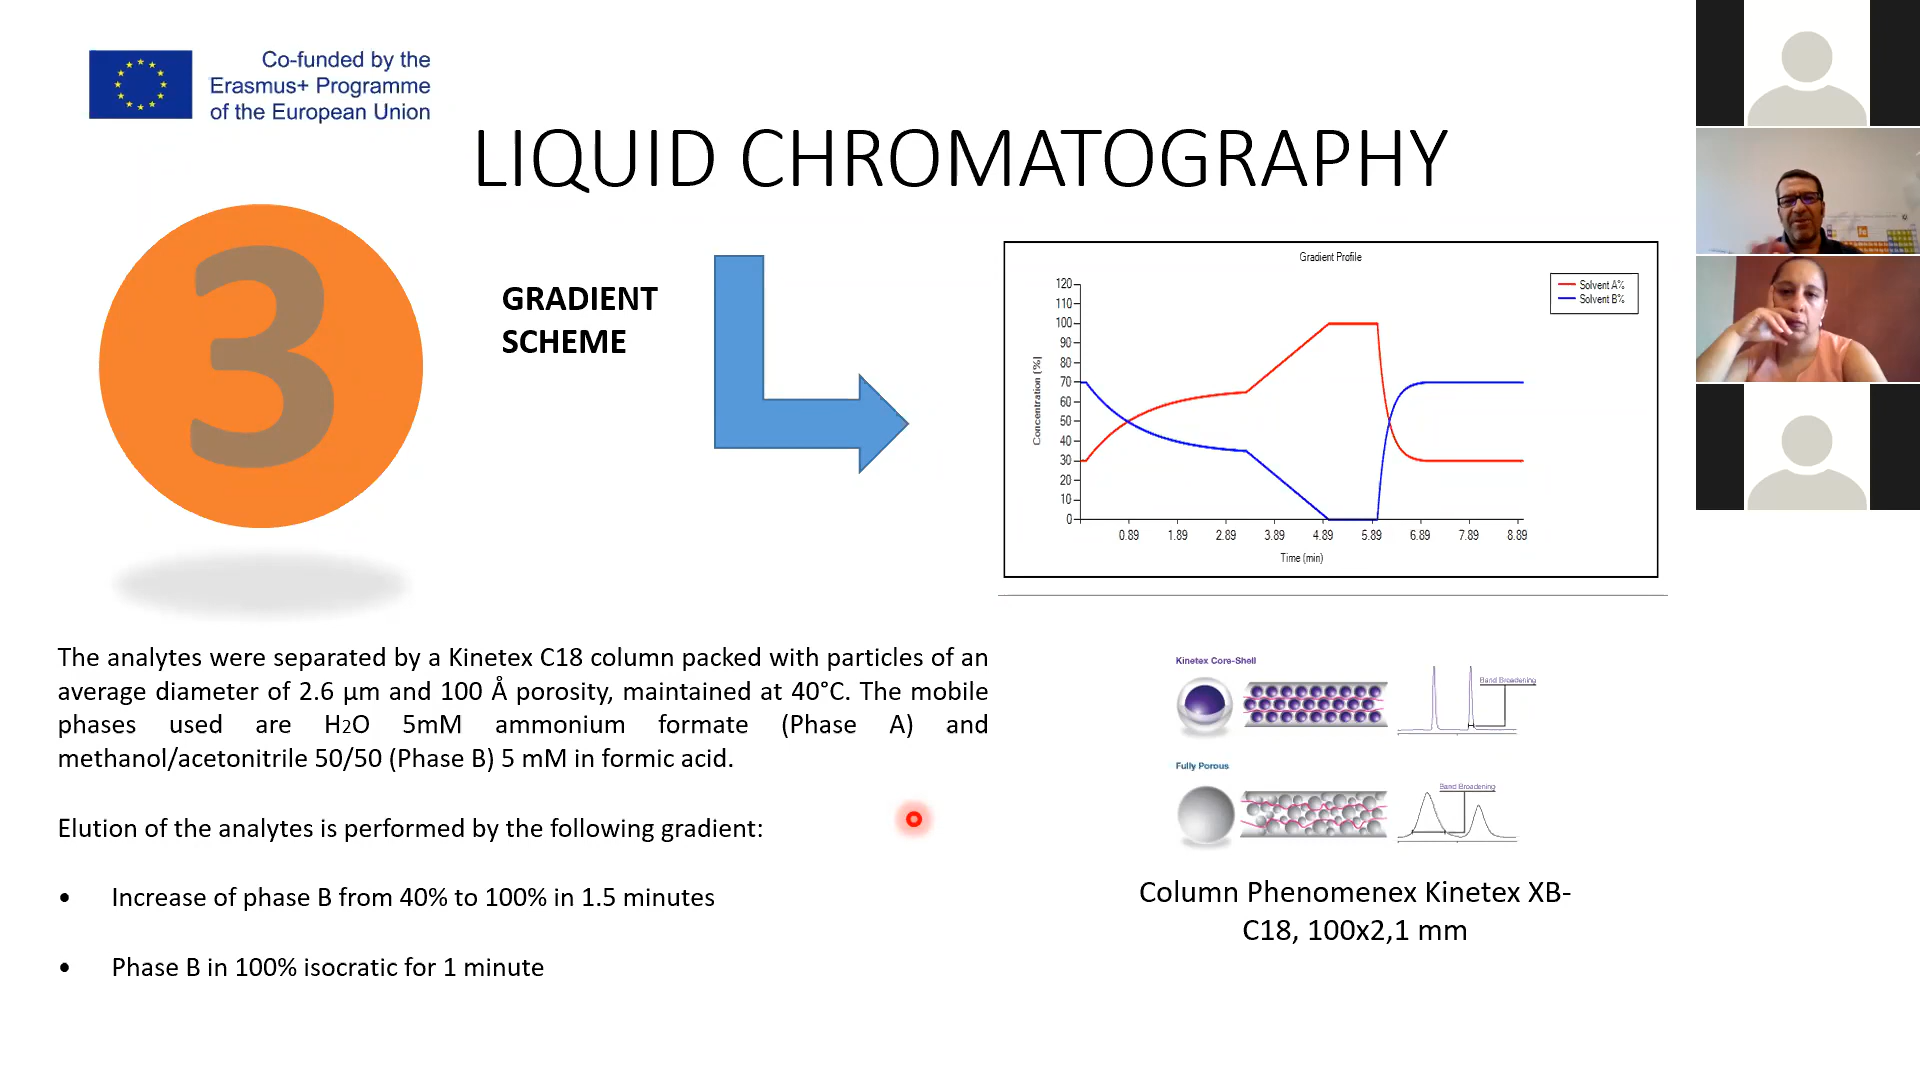 Co-funded by the
Erasmus+ Programme
of the European Union
LIQUID CHROMATOGRAPHY
3
GRADIENT
SCHEME
Gradient Profile
Solvent A%
Solvent B%
Concentration [%]
120
110
100
90
80
70
60
50
40
30
20
10
0
0.89 1.89 2.89 3.89 4.89 5.89 6.89 7.89 8.89
Time (min)
The analytes were separated by a Kinetex C18 column packed with particles of an
average diameter of 2.6 μm and 100 Å porosity, maintained at 40°C. The mobile
phases used are H2O 5mM ammonium formate (Phase A) and
methanol/acetonitrile 50/50 (Phase B) 5 mM in formic acid.
Elution of the analytes is performed by the following gradient:
• Increase of phase B from 40% to 100% in 1.5 minutes
• Phase B in 100% isocratic for 1 minute
Kinetex Core-Shell
Band Broadening
Fully Porous
Band Broadening
Column Phenomenex Kinetex XB-
C18, 100x2,1 mm